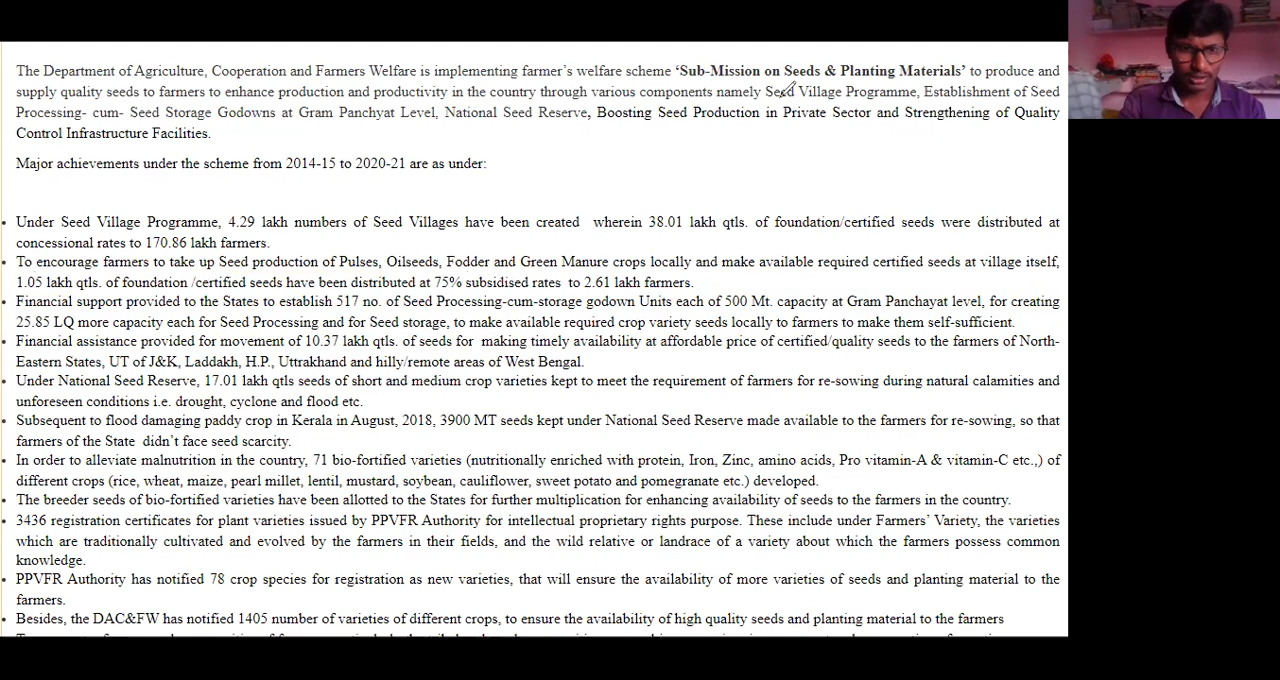 The Department of Agriculture, Cooperation and Farmers Welfare is implementing farmer's welfare scheme ‘Sub-Mission on Seeds & Planting Materials’ to produce and
supply quality seeds to farmers to enhance production and productivity in the country through various components namely Seed Village Programme, Establishment of Seed
Processing- cum- Seed Storage Godowns at Gram Panchyat Level, National Seed Reserve, Boosting Seed Production in Private Sector and Strengthening of Quality
Control Infrastructure Facilities.
Major achievements under the scheme from 2014-15 to 2020-21 are as under:
• Under Seed Village Programme, 4.29 lakh numbers of Seed Villages have been created wherein 38.01 lakh qtls. of foundation/certified seeds were distributed at
concessional rates to 170.86 lakh farmers.
• To encourage farmers to take up Seed production of Pulses, Oilseeds, Fodder and Green Manure crops locally and make available required certified seeds at village itself,
1.05 lakh qtls. of foundation /certified seeds have been distributed at 75% subsidised rates to 2.61 lakh farmers.
• Financial support provided to the States to establish 517 no. of Seed Processing-cum-storage godown Units each of 500 Mt. capacity at Gram Panchayat level, for creating
25.85 LQ more capacity each for Seed Processing and for Seed storage, to make available required crop variety seeds locally to farmers to make them self-sufficient.
• Financial assistance provided for movement of 10.37 lakh qtls. of seeds for making timely availability at affordable price of certified/quality seeds to the farmers of North-
Eastern States, UT of J&K, Laddakh, H.P., Uttrakhand and hilly/remote areas of West Bengal.
• Under National Seed Reserve, 17.01 lakh qtls seeds of short and medium crop varieties kept to meet the requirement of farmers for re-sowing during natural calamities and
unforeseen conditions i.e. drought, cyclone and flood etc.
• Subsequent to flood damaging paddy crop in Kerala in August, 2018, 3900 MT seeds kept under National Seed Reserve made available to the farmers for re-sowing, so that
farmers of the State didn't face seed scarcity.
• In order to alleviate malnutrition in the country, 71 bio-fortified varieties (nutritionally enriched with protein, Iron, Zinc, amino acids, Pro vitamin-A & vitamin-C etc.,) of
different crops (rice, wheat, maize, pearl millet, lentil, mustard, soybean, cauliflower, sweet potato and pomegranate etc.) developed.
• The breeder seeds of bio-fortified varieties have been allotted to the States for further multiplication for enhancing availability of seeds to the farmers in the country.
• 3436 registration certificates for plant varieties issued by PPVFR Authority for intellectual proprietary rights purpose. These include under Farmers’ Variety, the varieties
which are traditionally cultivated and evolved by the farmers in their fields, and the wild relative or landrace of a variety about which the farmers possess common
knowledge.
• PPVFR Authority has notified 78 crop species for registration as new varieties, that will ensure the availability of more varieties of seeds and planting material to the
farmers.
• Besides, the DAC&FW has notified 1405 number of varieties of different crops, to ensure the availability of high quality seeds and planting material to the farmers